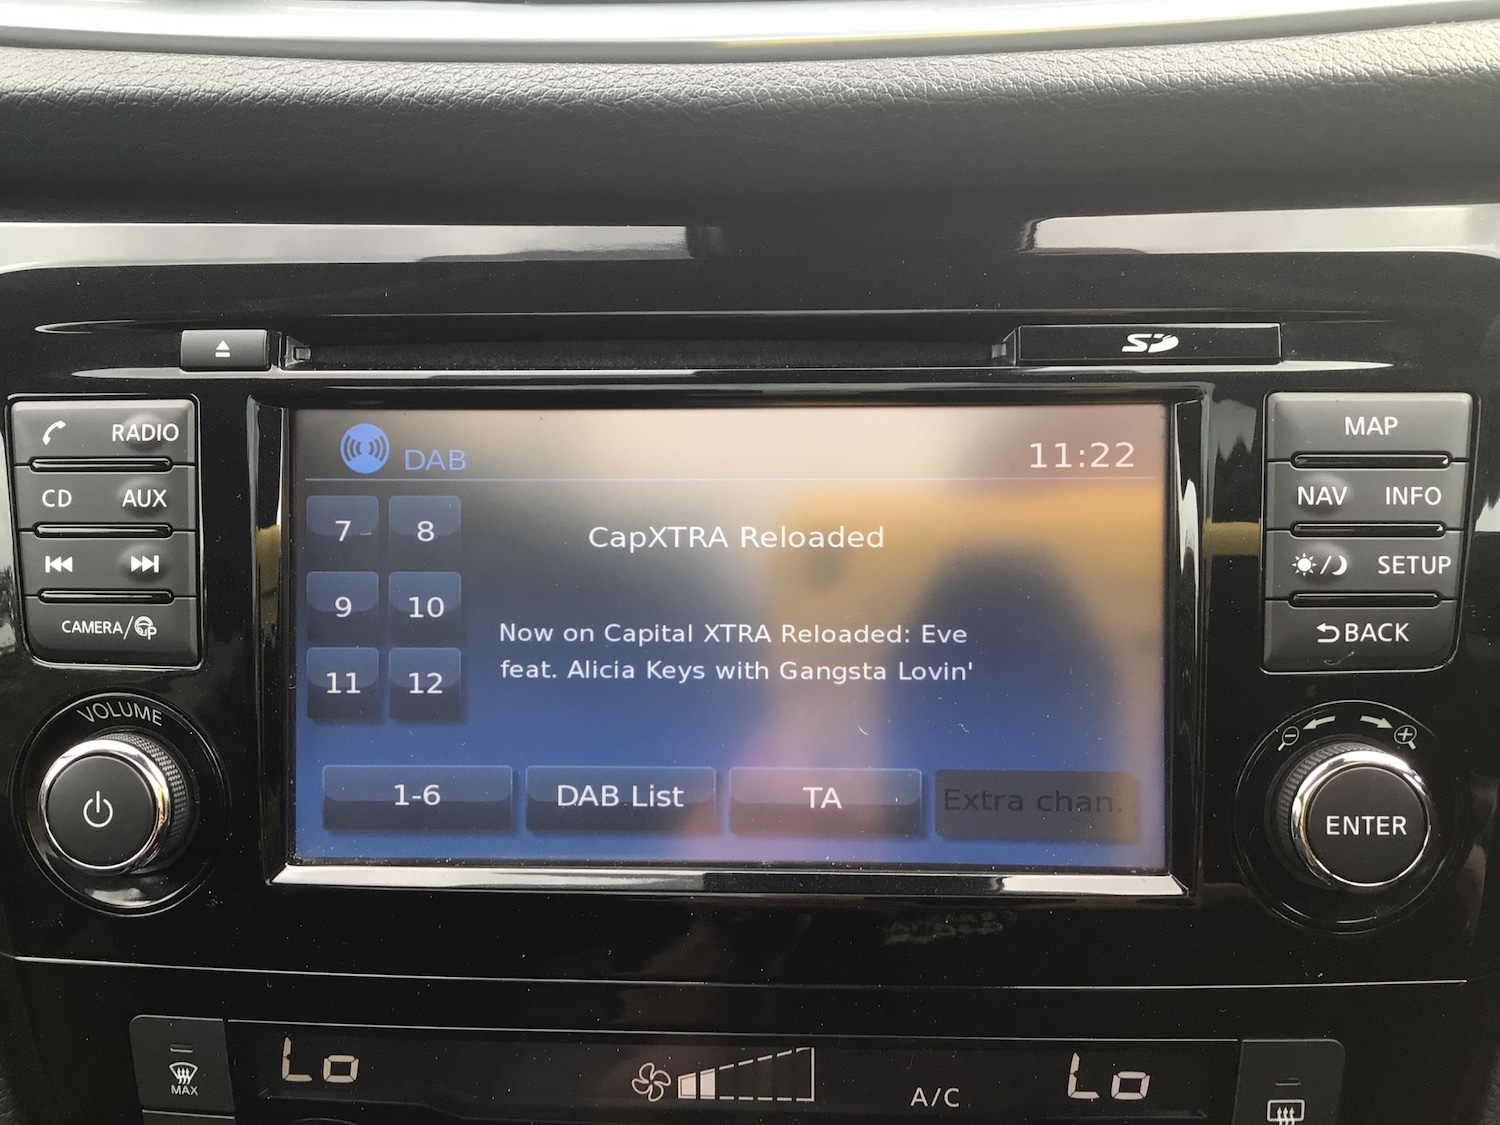 SD
RADIO
CD AUX
CAMERA/
VOLUME
DAB
11:22
7 8
9 10
11 12
CapXTRA Reloaded
Now on Capital XTRA Reloaded: Eve
feat. Alicia Keys with Gangsta Lovin'
1-6
DAB List
TA
Extra chan.
MAP
NAV INFO
SETUP
BACK
ENTER
MAX
Lo
A/C
Lo